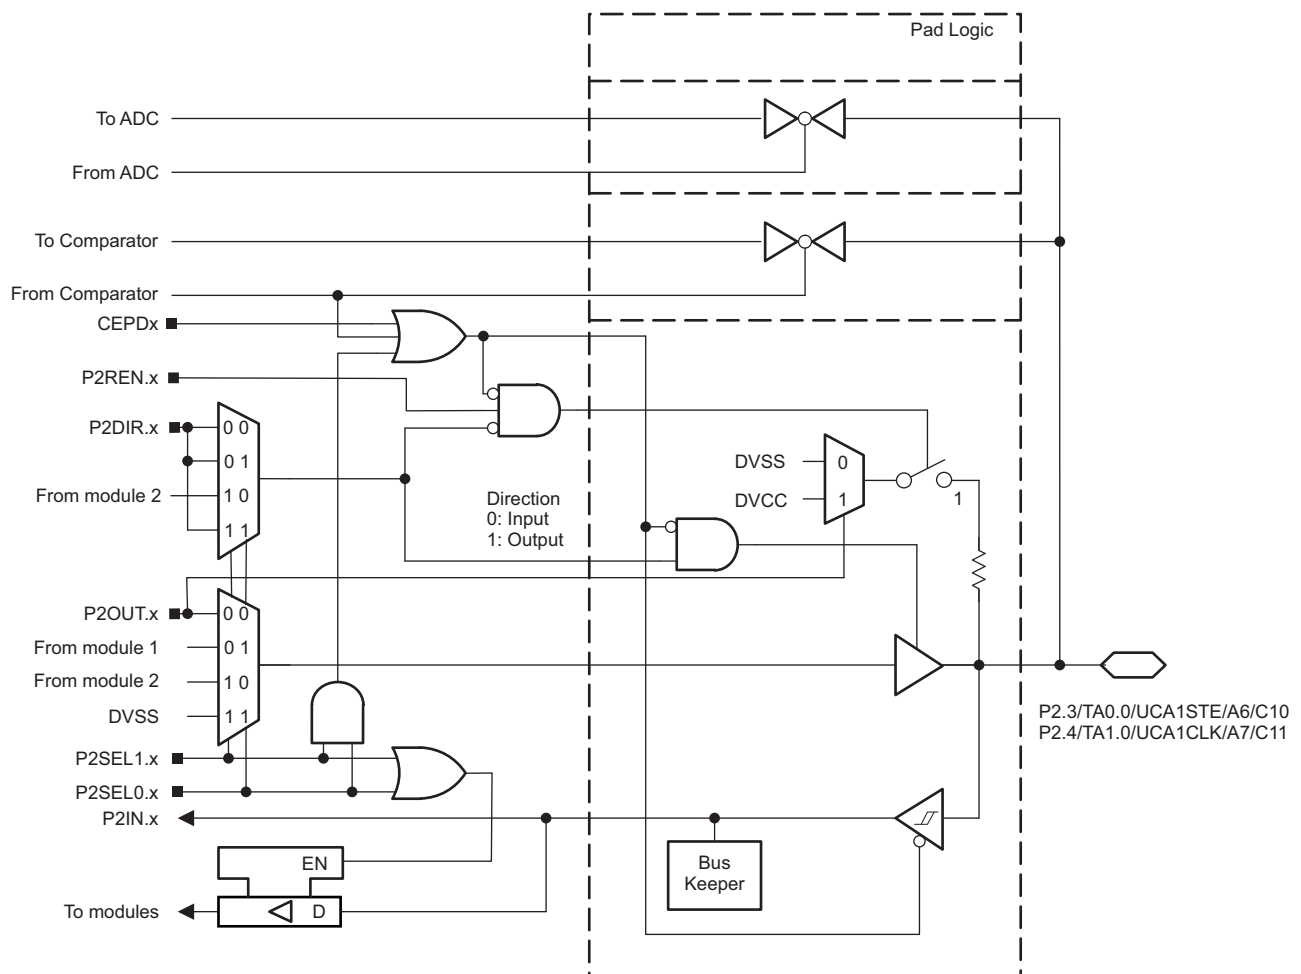 Pad Logic
To ADC
From ADC
To Comparator
From Comparator
CEPDx
P2REN.x
P2DIR.x
0 0
0 1
From module 2
1 0
1 1
Direction
0: Input
1: Output
DVSS
0
DVCC
1
1
P2OUT.x
0 0
From module 1
0 1
From module 2
1 0
DVSS
1 1
P2.3/TA0.0/UCA1STE/A6/C10
P2.4/TA1.0/UCA1CLK/A7/C11
P2SEL1.x
P2SEL0.x
P2IN.x
EN
Bus
Keeper
To modules
D